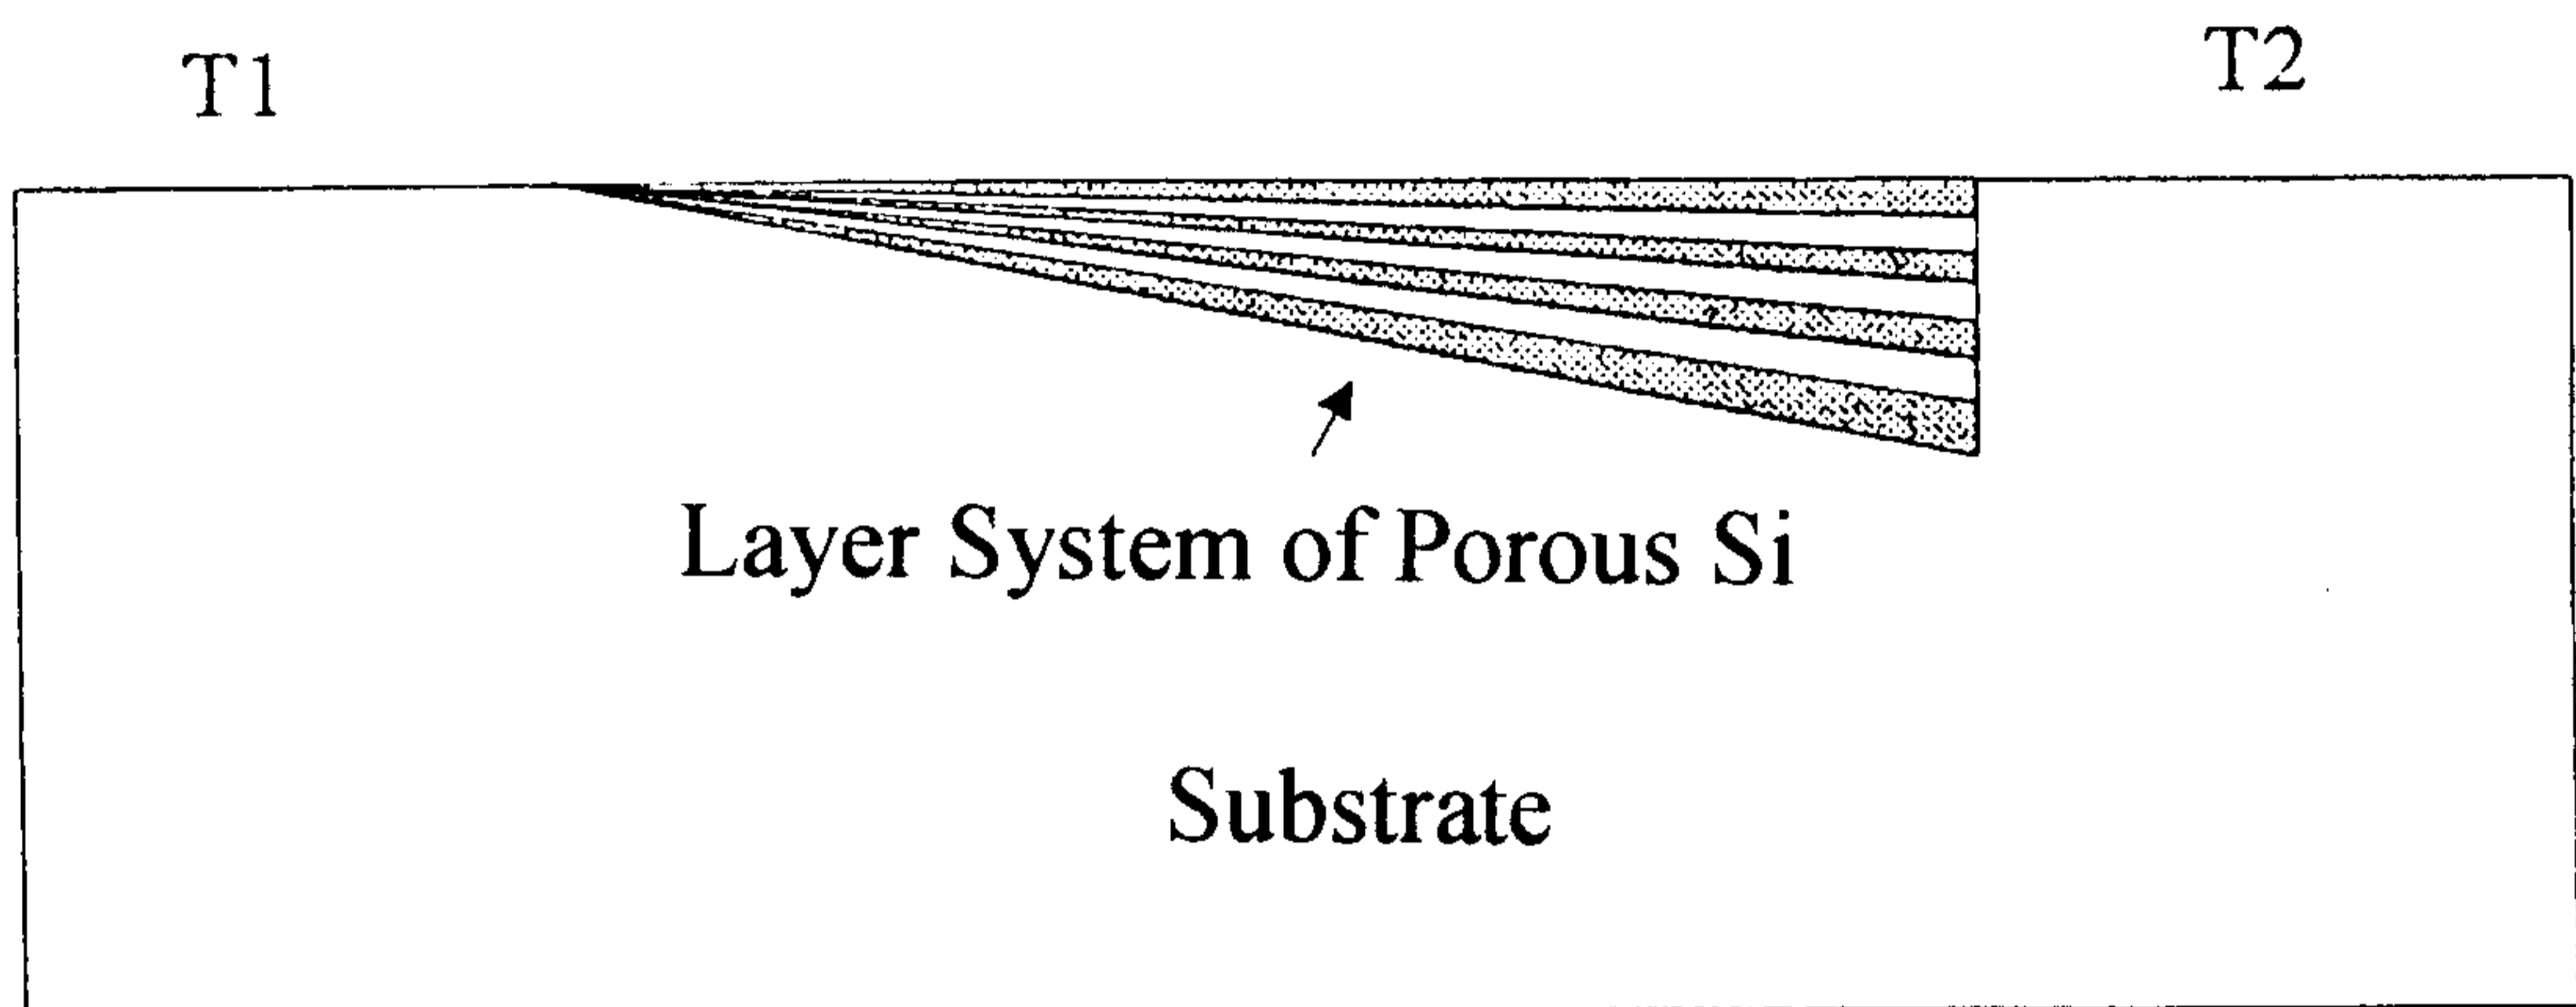 T1
T2
Layer System of Porous Si
Substrate